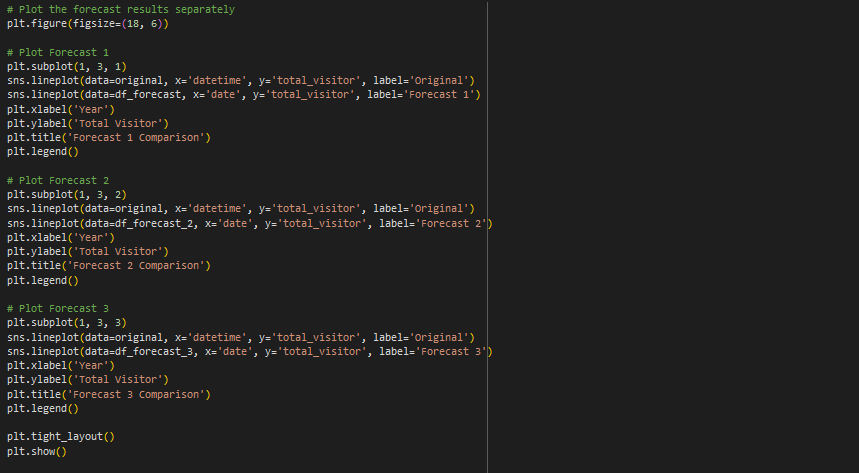 # Plot the forecast results separately
plt.figure(figsize=(18, 6))
# Plot Forecast 1
plt.subplot(1, 3, 1)
sns.lineplot(data=original, x='datetime', y='total_visitor', label='Original')
sns.lineplot(data=df_forecast, x='date', y='total_visitor', label='Forecast 1')
plt.xlabel('Year')
plt.ylabel('Total Visitor')
plt.title('Forecast 1 Comparison')
plt.legend()
# Plot Forecast 2
plt.subplot(1, 3, 2)
sns.lineplot(data=original, x='datetime', y='total_visitor', label='Original')
sns.lineplot(data=df_forecast_2, x='date', y='total_visitor', label='Forecast 2')
plt.xlabel('Year')
plt.ylabel('Total Visitor')
plt.title('Forecast 2 Comparison')
plt.legend()
# Plot Forecast 3
plt.subplot(1, 3, 3)
sns.lineplot(data=original, x='datetime', y='total_visitor', label='Original')
sns.lineplot(data=df_forecast_3, x='date', y='total_visitor', label='Forecast 3')
plt.xlabel('Year')
plt.ylabel('Total Visitor')
plt.title('Forecast 3 Comparison')
plt.legend()
plt.tight_layout()
plt.show()